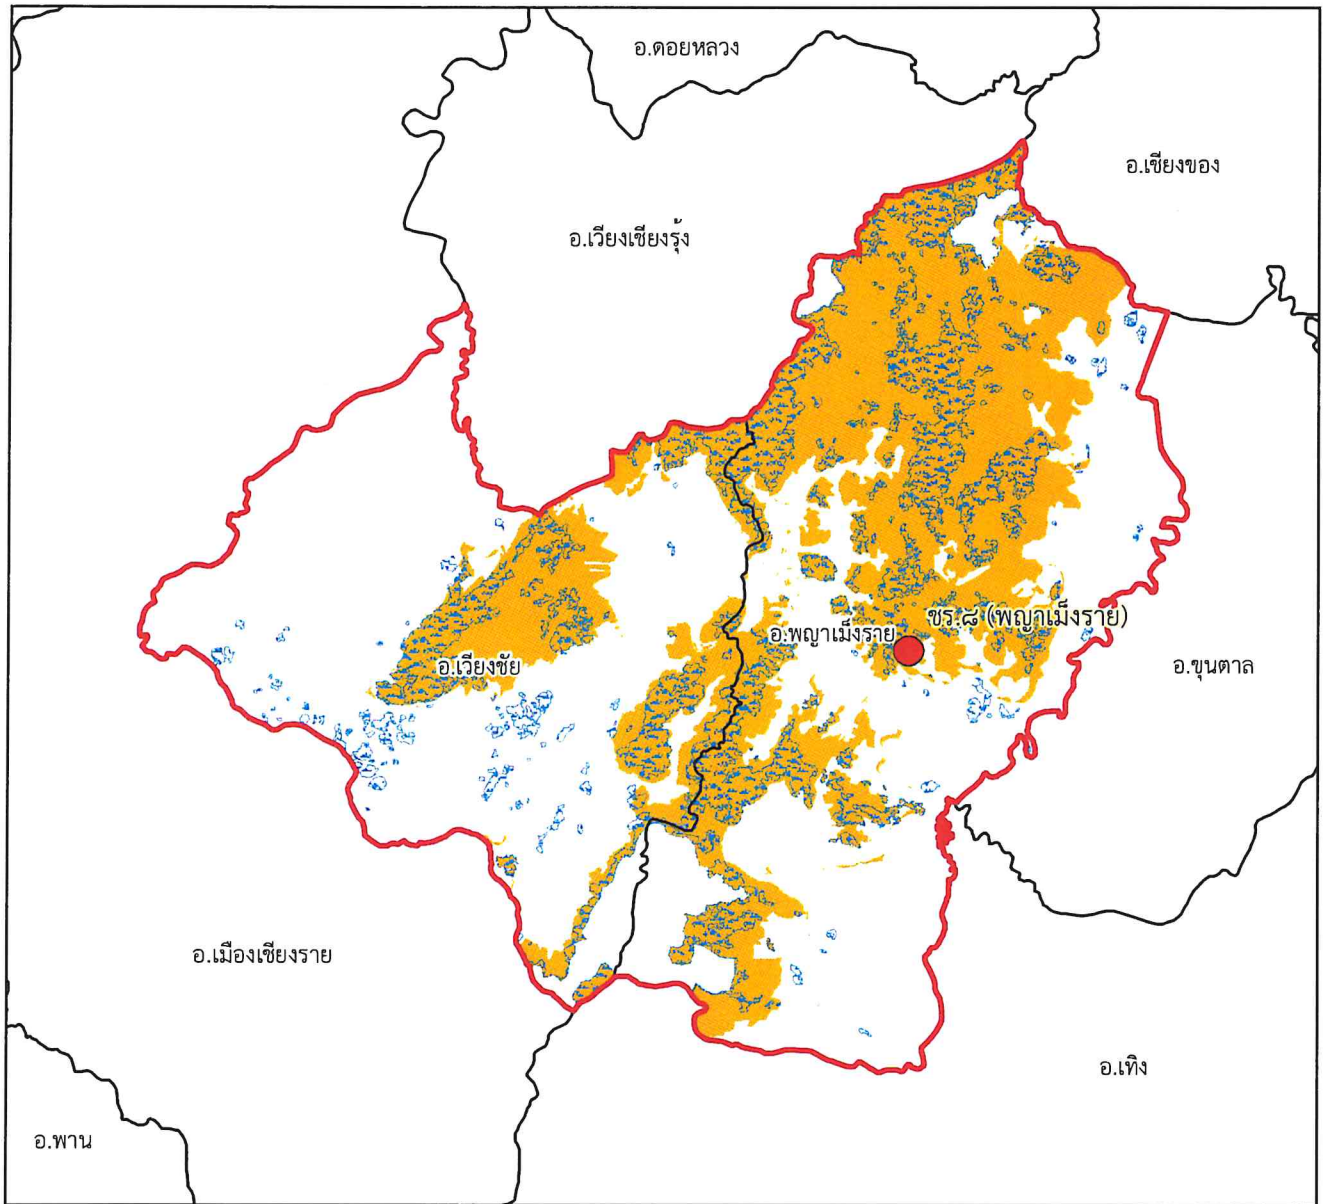 อ.ดอยหลวง
อ.เชียงของ
อ.เวียงเชียงรุ้ง
ชร.๘ (พญาเม็งราย)
อ.พญาเม็งราย
อ.เวียงชัย
อ.ขุนตาล
อ.เมืองเชียงราย
อ.เทิง
อ.พาน